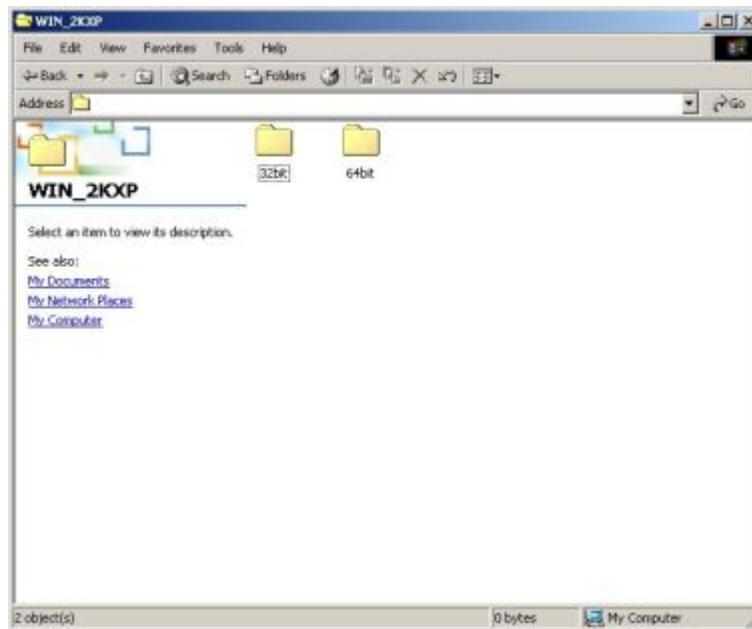 WIN_2KXP
File Edit View Favorites Tools Help
Back Search Folders
Address Go
32bit 64bit
WIN_2KXP
Select an item to view its description.
See also:
My Documents
My Network Places
My Computer
2 object(s) 0 bytes My Computer